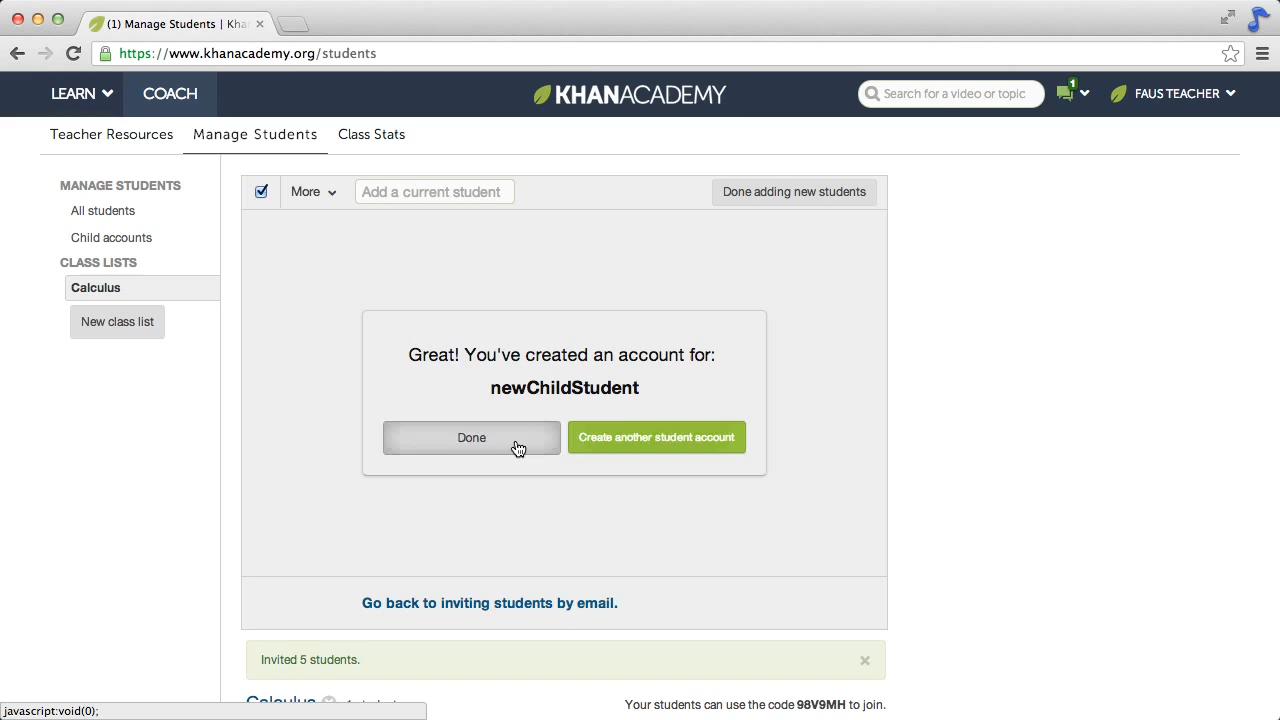 (1) Manage Students | Kha
https://www.khanacademy.org/students
LEARN
COACH
KHANACADEMY
Search for a video or topic
1
FAUS TEACHER
Teacher Resources
Manage Students
Class Stats
MANAGE STUDENTS
All students
Child accounts
CLASS LISTS
Calculus
New class list
More
Add a current student
Done adding new students
Great! You've created an account for:
newChildStudent
Done
Create another student account
Go back to inviting students by email.
Invited 5 students.
Calculus
Your students can use the code 98V9MH to join.
javascript:void(0);